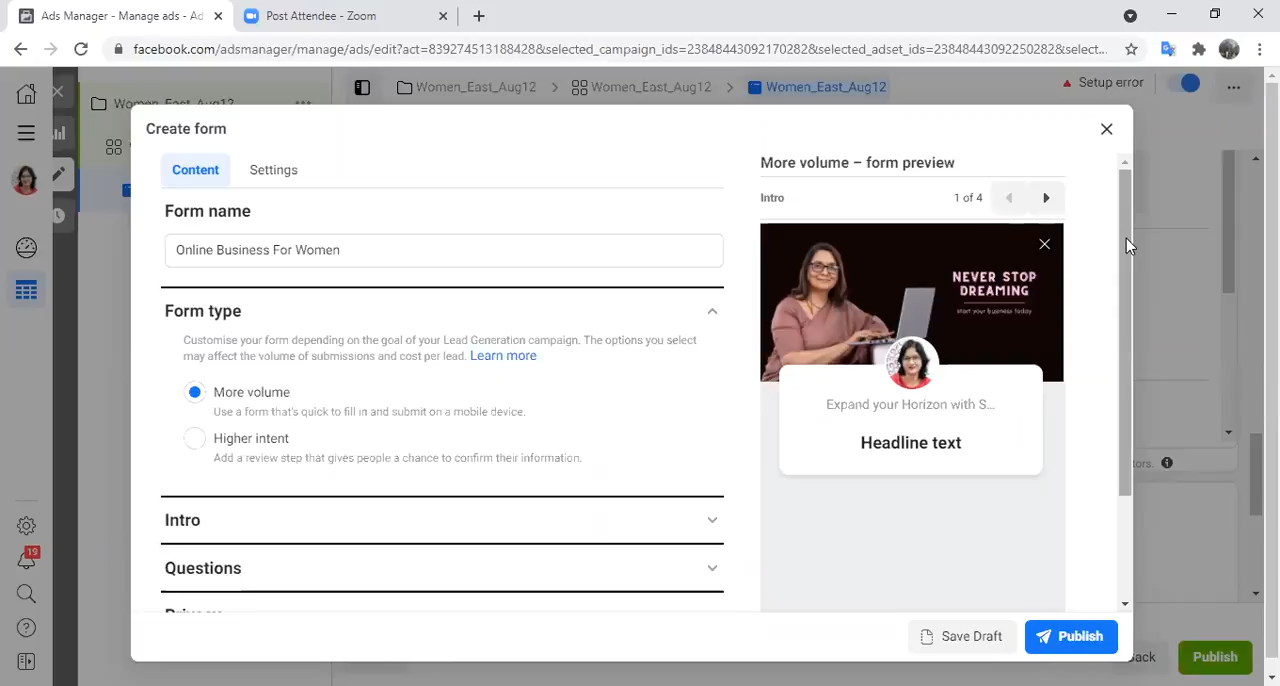 Ads Manager - Manage ads - Ad
Post Attendee - Zoom
facebook.com/adsmanager/manage/ads/edit?act=839274513188428&selected_campaign_ids=23848443092170282&selected_adset_ids=23848443092250282&select...
Women_East_Aug12
Women_East_Aug12
Women_East_Aug12
Women_East_Aug12
Setup error
Create form
Content
Settings
Form name
Online Business For Women
Form type
Customise your form depending on the goal of your Lead Generation campaign. The options you select
may affect the volume of submissions and cost per lead. Learn more
More volume
Use a form that's quick to fill in and submit on a mobile device.
Higher intent
Add a review step that gives people a chance to confirm their information.
Intro
Questions
Privacy
More volume – form preview
Intro
1 of 4
NEVER STOP
DREAMING
start your business today
Expand your Horizon with S...
Headline text
tors.
19
Save Draft
Publish
Back
Publish